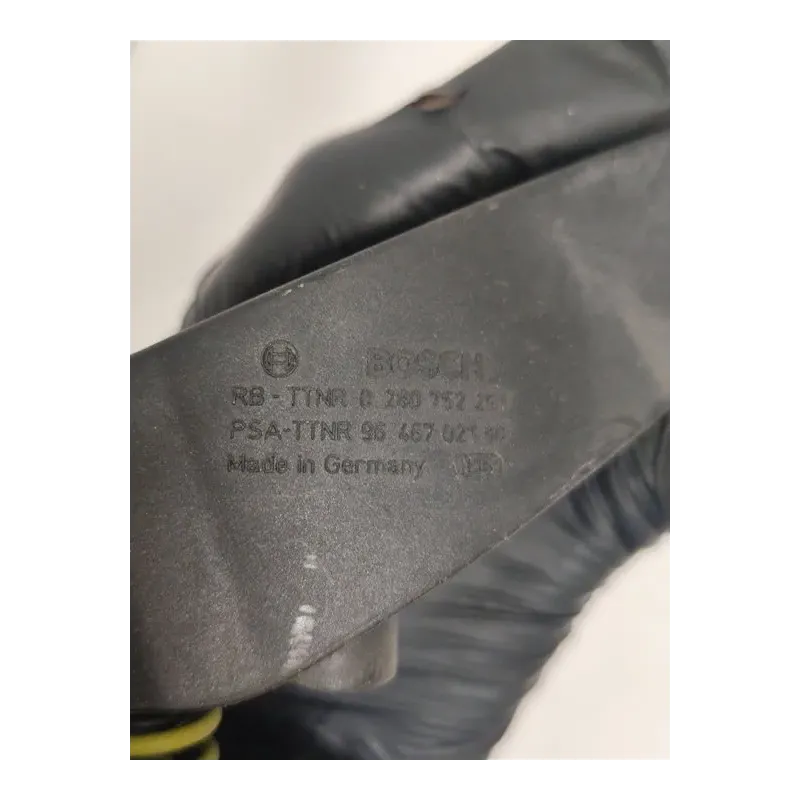 BOSCH
RB-TTNR 0 280 752
PSA-TTNR 96 467 021
Made in Germany